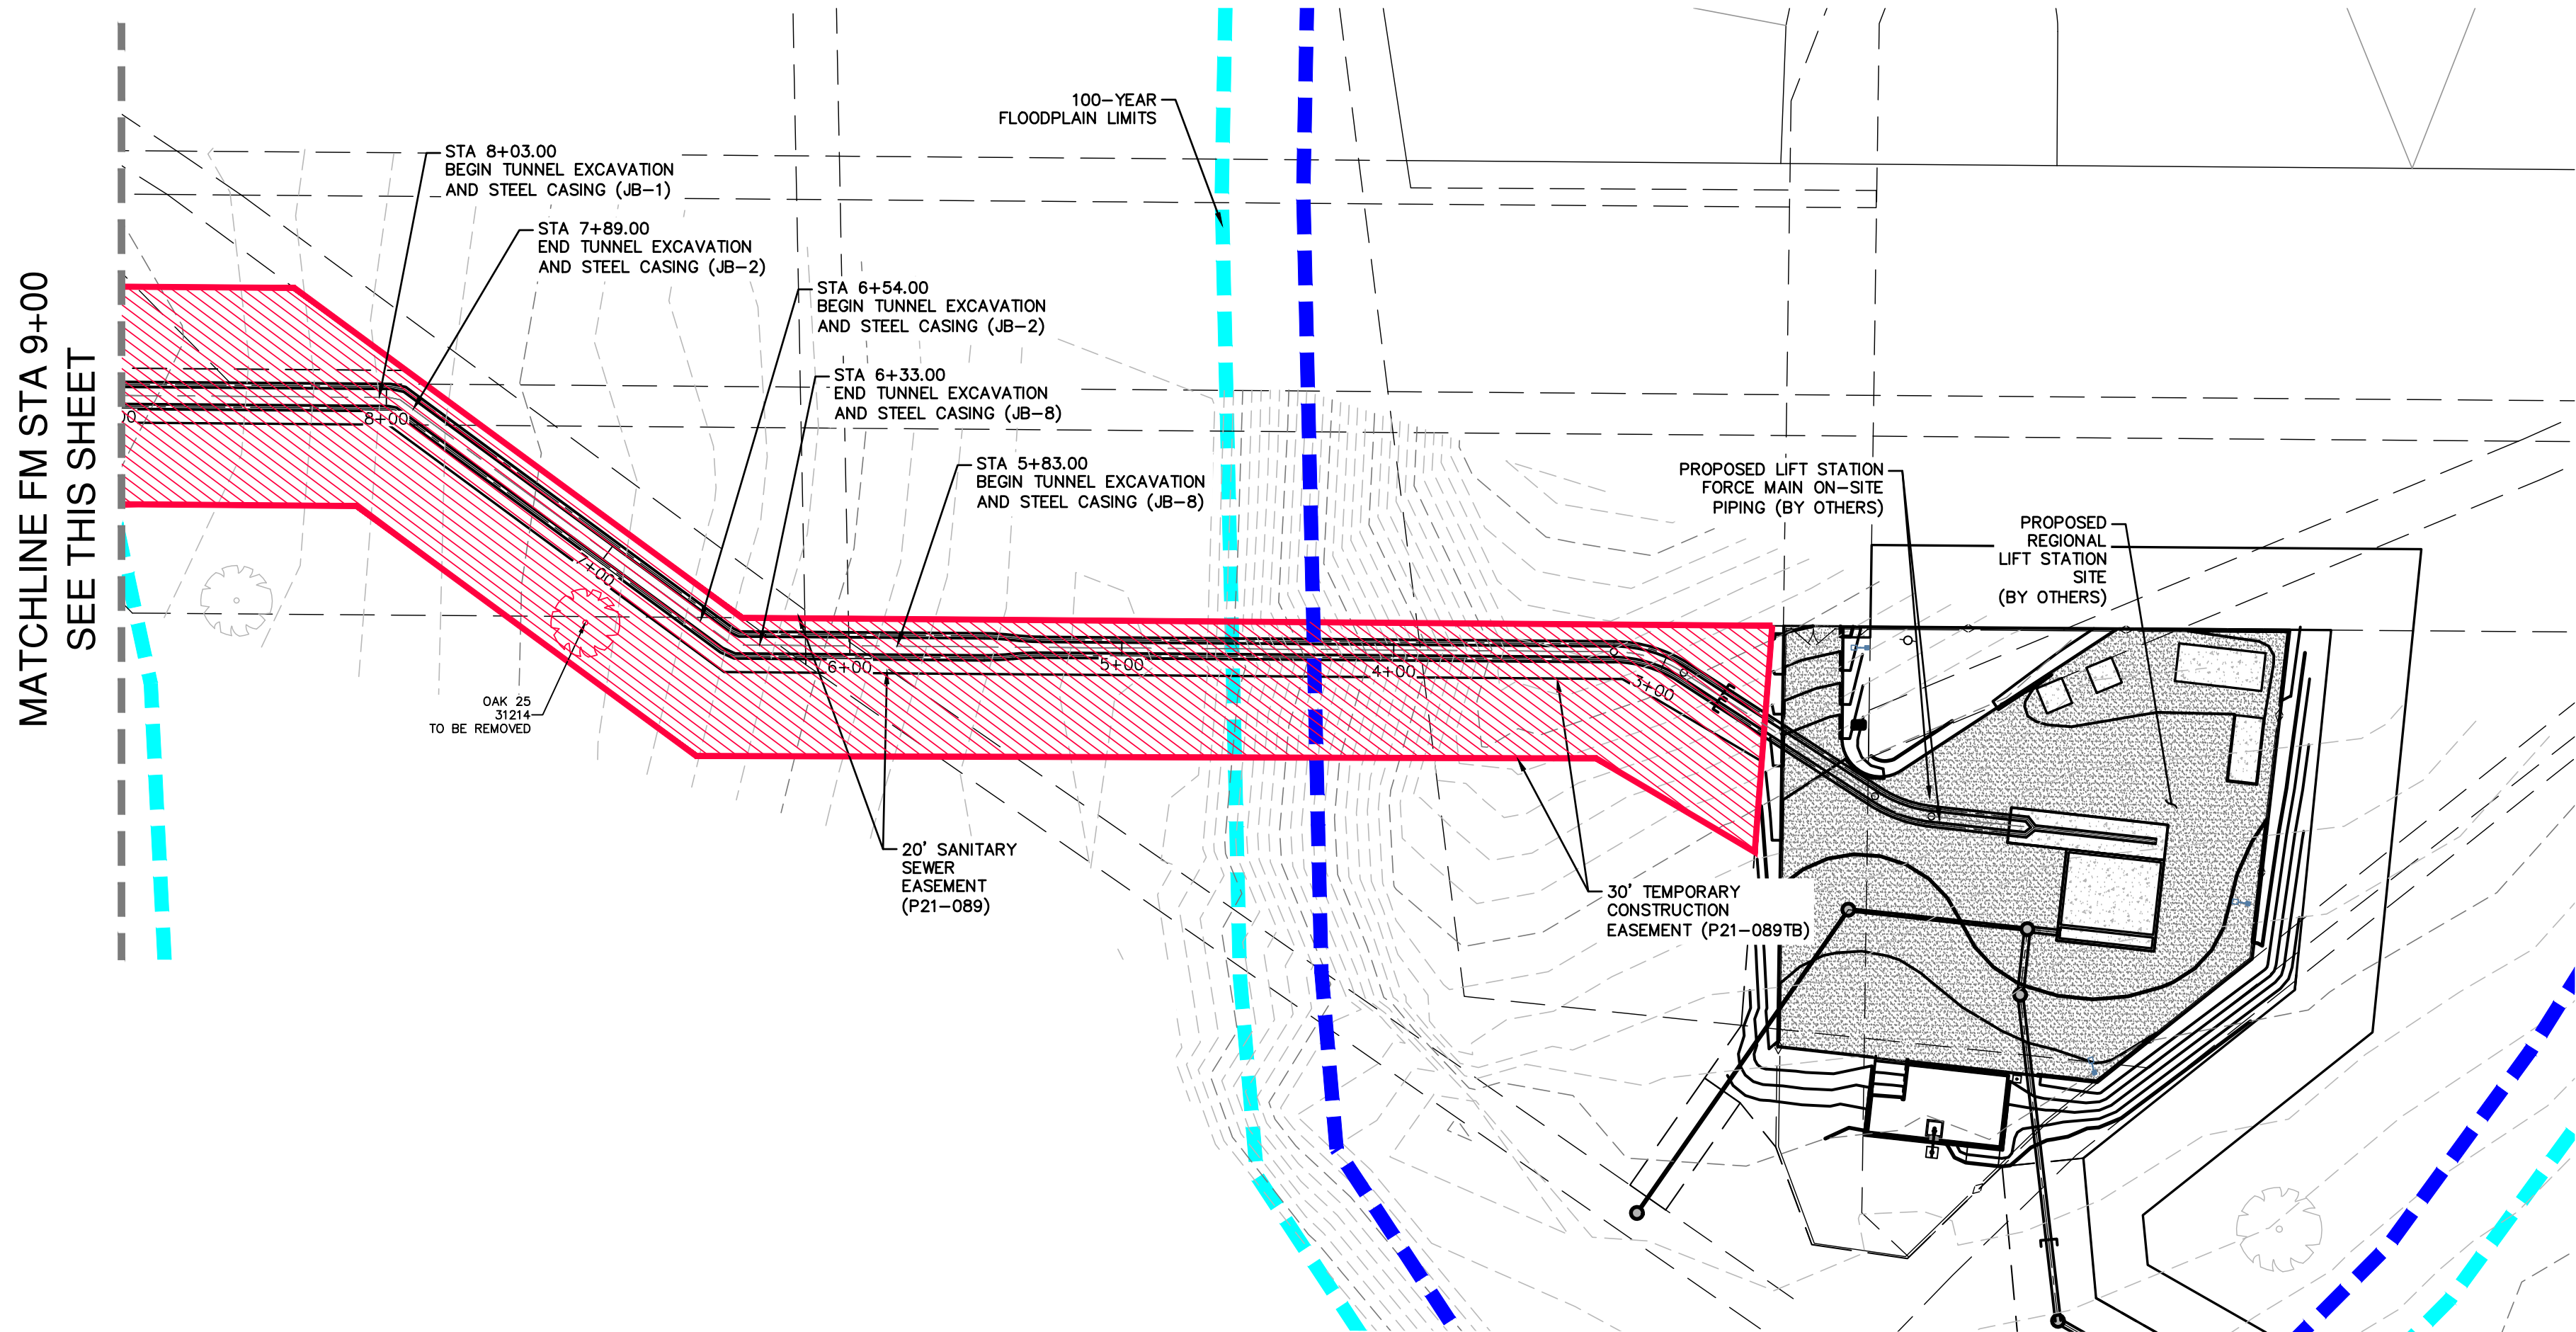 MATCHLINE FM STA 9+00
SEE THIS SHEET
STA 8+03.00
BEGIN TUNNEL EXCAVATION
AND STEEL CASING (JB-1)
STA 7+89.00
END TUNNEL EXCAVATION
AND STEEL CASING (JB-2)
STA 6+54.00
BEGIN TUNNEL EXCAVATION
AND STEEL CASING (JB-2)
STA 6+33.00
END TUNNEL EXCAVATION
AND STEEL CASING (JB-8)
STA 5+83.00
BEGIN TUNNEL EXCAVATION
AND STEEL CASING (JB-8)
100-YEAR
FLOODPLAIN LIMITS
PROPOSED LIFT STATION
FORCE MAIN ON-SITE
PIPING (BY OTHERS)
PROPOSED
REGIONAL
LIFT STATION
SITE
(BY OTHERS)
8+00
7+00
6+00
5+00
4+00
3+00
OAK 25
31214
TO BE REMOVED
20' SANITARY
SEWER
EASEMENT
(P21-089)
30' TEMPORARY
CONSTRUCTION
EASEMENT (P21-089TB)